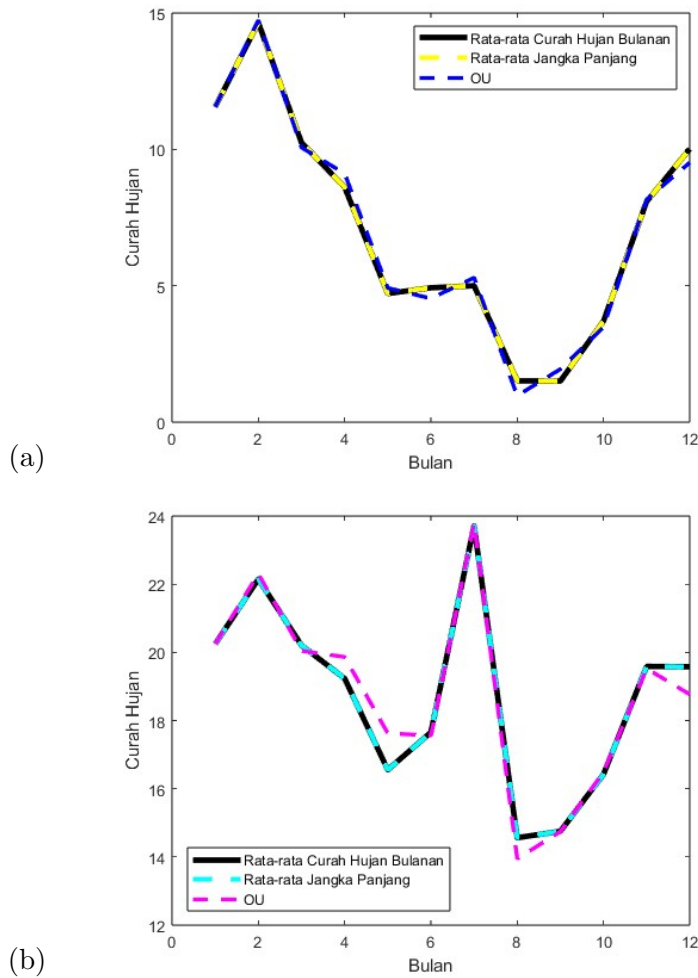 15
10
5
0
Curah Hujan
Rata-rata Curah Hujan Bulanan
Rata-rata Jangka Panjang
OU
0 2 4 6 8 10 12
Bulan
(a)
24
22
20
18
16
14
12
Curah Hujan
Rata-rata Curah Hujan Bulanan
Rata-rata Jangka Panjang
OU
0 2 4 6 8 10 12
Bulan
(b)